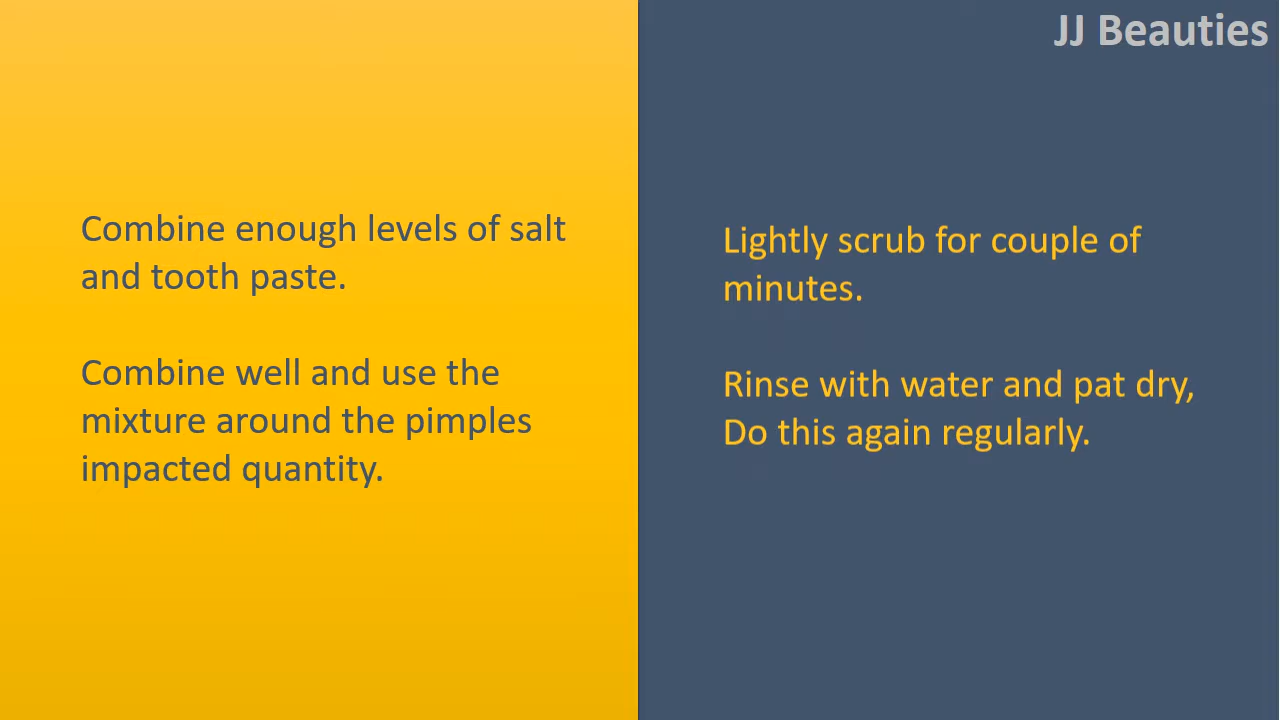 JJ Beauties
Combine enough levels of salt
and tooth paste.
Combine well and use the
mixture around the pimples
impacted quantity.
Lightly scrub for couple of
minutes.
Rinse with water and pat dry,
Do this again regularly.